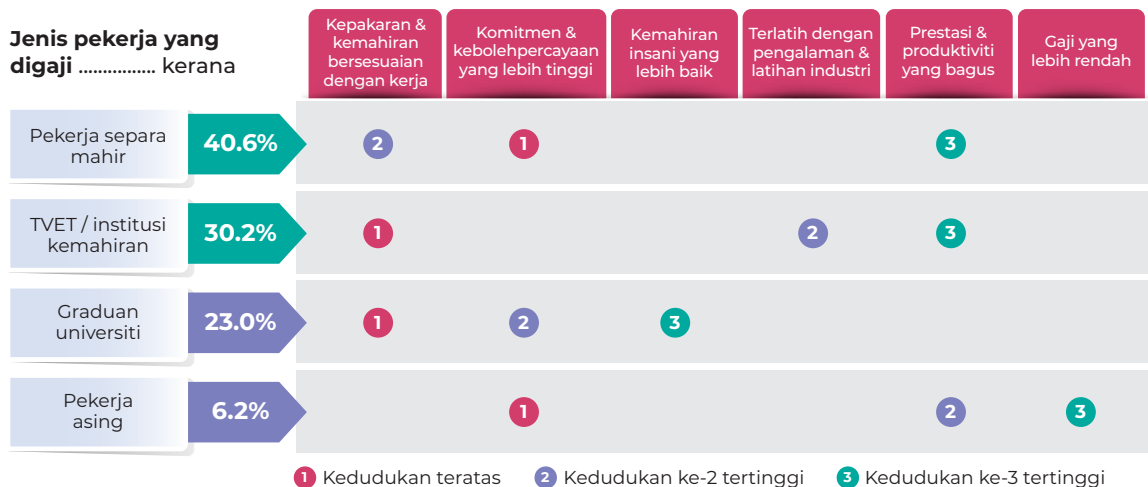 Jenis pekerja yang
digaji ............... kerana
Kepakaran &
kemahiran
bersesuaian
dengan kerja
Komitmen &
kebolehpercayaan
yang lebih tinggi
Kemahiran
insani yang
lebih baik
Terlatih dengan
pengalaman &
latihan industri
Prestasi &
produktiviti
yang bagus
Gaji yang
lebih rendah
Pekerja separa
mahir
40.6%
2
1
3
TVET / institusi
kemahiran
30.2%
1
2
3
Graduan
universiti
23.0%
1
2
3
Pekerja
asing
6.2%
1
2
3
1 Kedudukan teratas
2 Kedudukan ke-2 tertinggi
3 Kedudukan ke-3 tertinggi